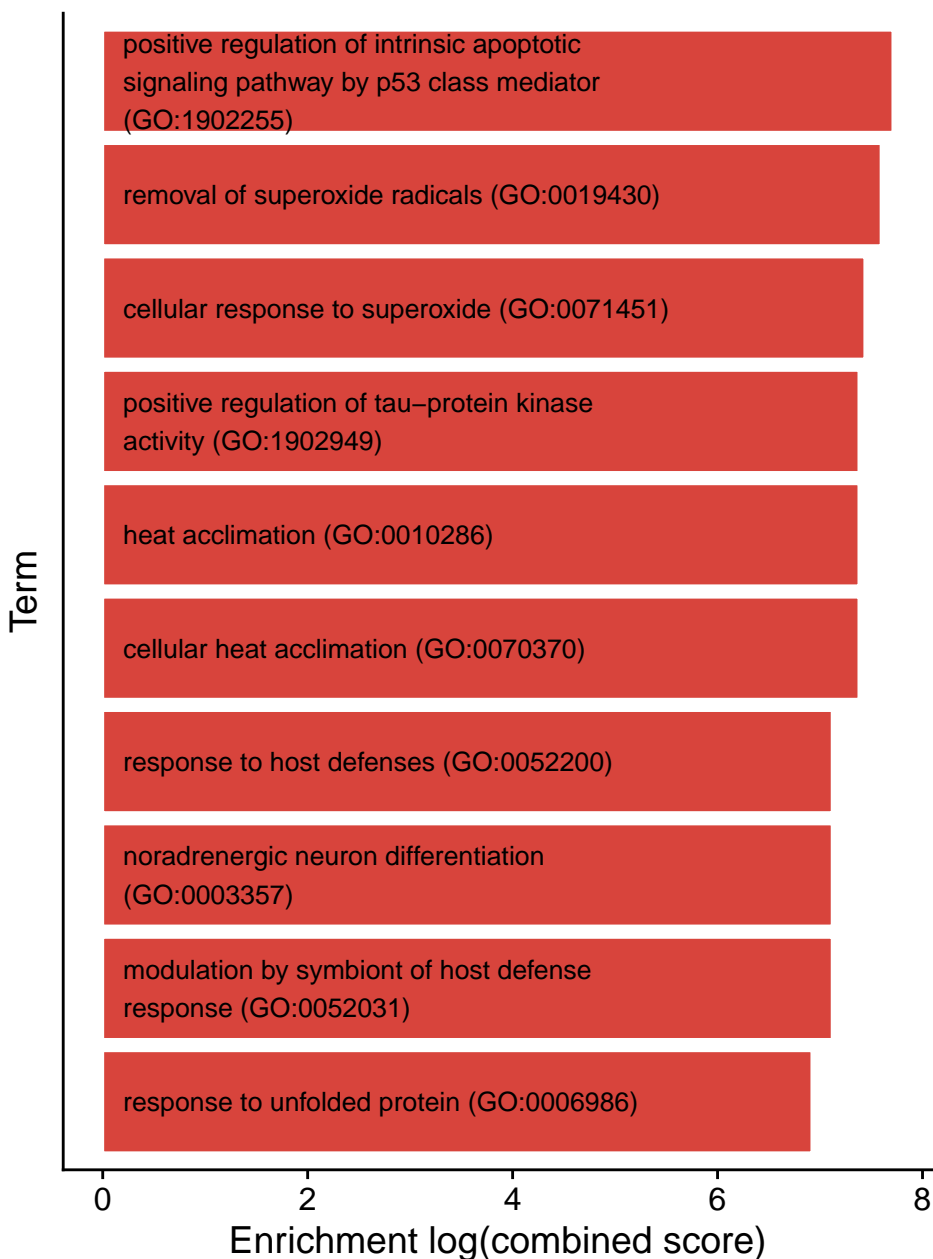 positive regulation of intrinsic apoptotic
signaling pathway by p53 class mediator
(GO:1902255)
removal of superoxide radicals (GO:0019430)
cellular response to superoxide (GO:0071451)
positive regulation of tau−protein kinase
activity (GO:1902949)
heat acclimation (GO:0010286)
cellular heat acclimation (GO:0070370)
response to host defenses (GO:0052200)
noradrenergic neuron differentiation
(GO:0003357)
modulation by symbiont of host defense
response (GO:0052031)
response to unfolded protein (GO:0006986)
Term
0 2 4 6 8
Enrichment log(combined score)